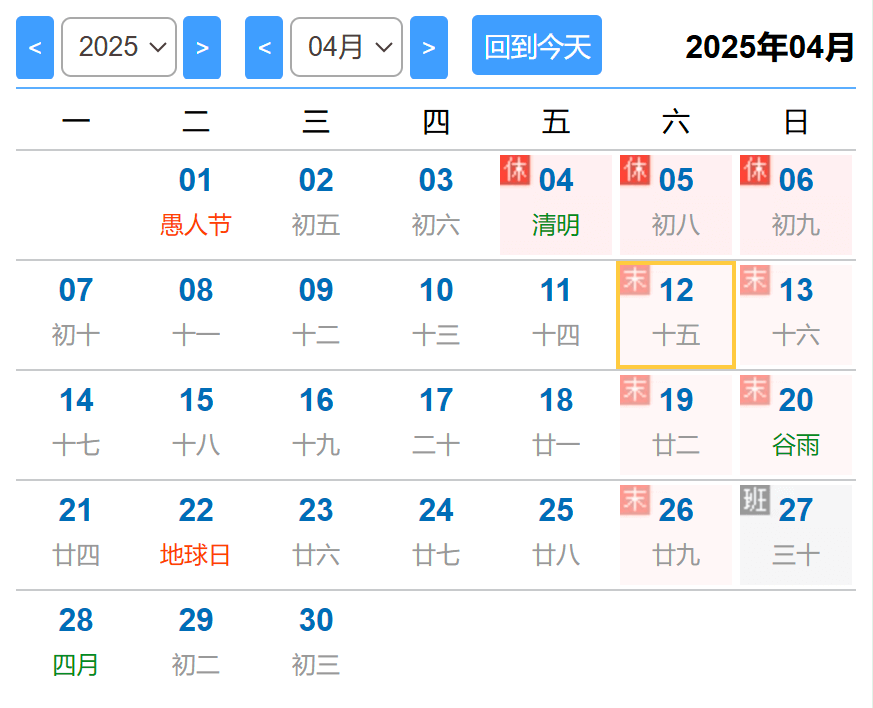 < 2025 > < 04月 > 回到今天 2025年04月
一 二 三 四 五 六 日
01 02 03 休 04 休 05 休 06
愚人节 初五 初六 清明 初八 初九
07 08 09 10 11 末 12 末 13
初十 十一 十二 十三 十四 十五 十六
14 15 16 17 18 末 19 末 20
十七 十八 十九 二十 廿一 廿二 谷雨
21 22 23 24 25 末 26 班 27
廿四 地球日 廿六 廿七 廿八 廿九 三十
28 29 30
四月 初二 初三